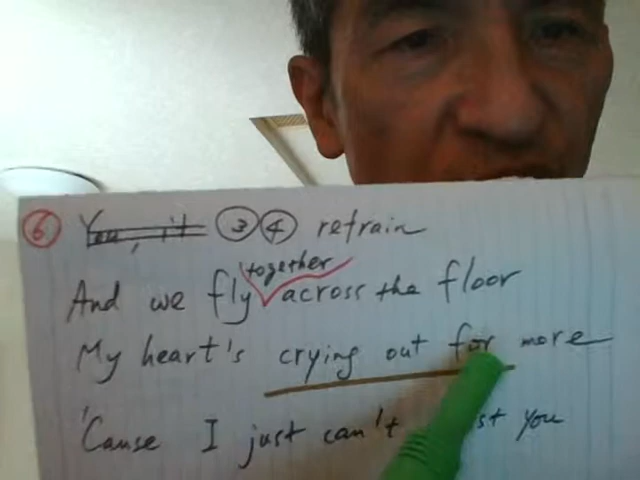 ⑥ You, it ③ ④ refrain
together
And we fly across the floor
My heart's crying out for more
'Cause I just can't you